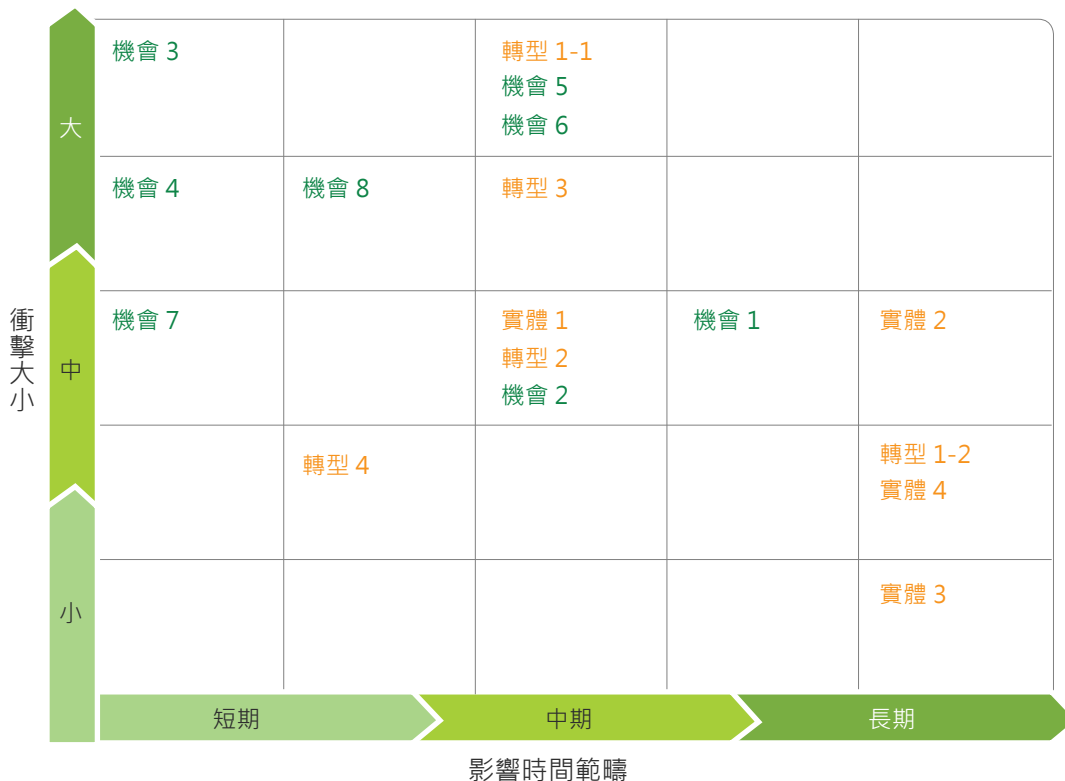 機會 3
轉型 1-1
機會 5
機會 6
大
機會 4
機會 8
轉型 3
衝擊大小
中
機會 7
實體 1
轉型 2
機會 2
機會 1
實體 2
轉型 4
轉型 1-2
實體 4
小
實體 3
短期
中期
長期
影響時間範疇